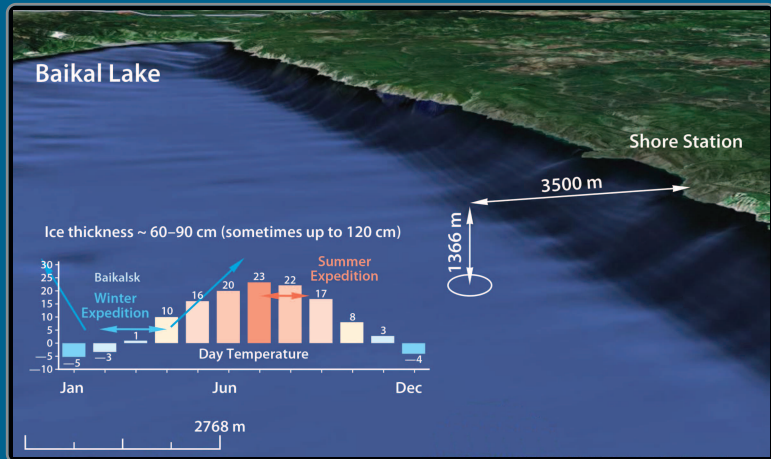 Baikal Lake
Shore Station
3500 m
1366 m
Ice thickness ~ 60–90 cm (sometimes up to 120 cm)
30
25
20
15
10
5
0
—5
—10
Baikalsk
Winter
Expedition
Summer
Expedition
—5
—3
1
10
16
20
23
22
17
8
3
—4
Day Temperature
Jan
Jun
Dec
2768 m